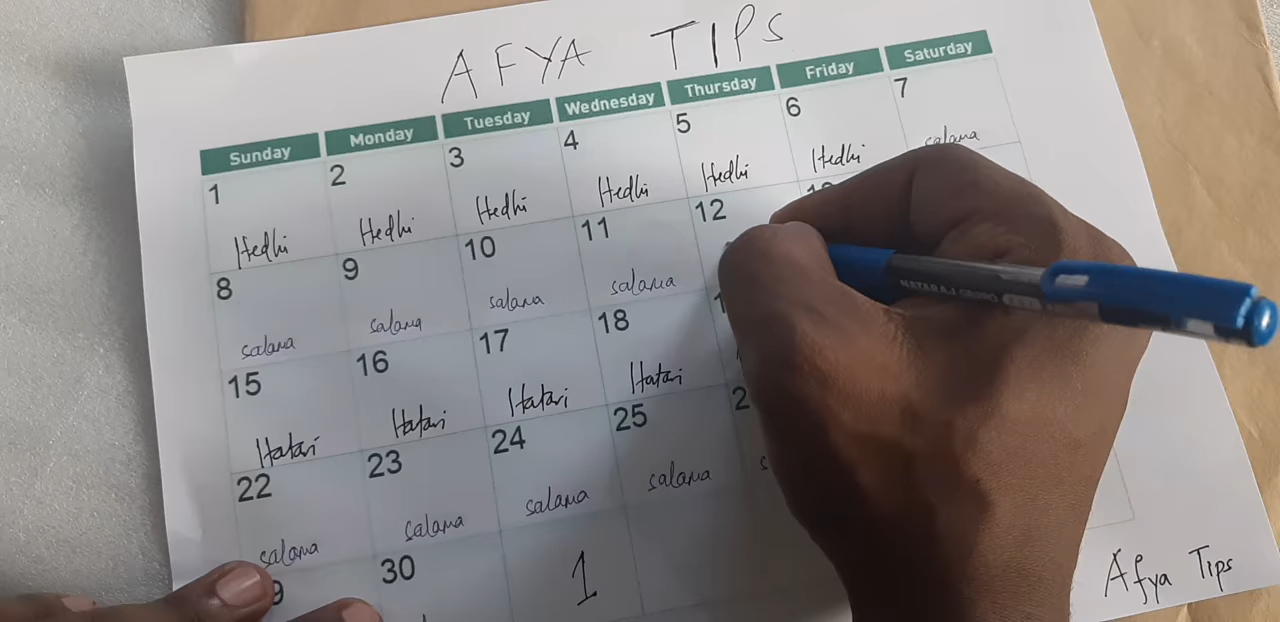 AFYA TIPS
Sunday Monday Tuesday Wednesday Thursday Friday Saturday
1 2 3 4 5 6 7
Hedhi Hedhi Hedhi Hedhi Hedhi Hedhi salama
8 9 10 11 12
salama salama salama salama
15 16 17 18
Hatari Hatari Hatari Hatari
22 23 24 25
salama salama salama salama
30 1
Afya Tips
NATARAJ